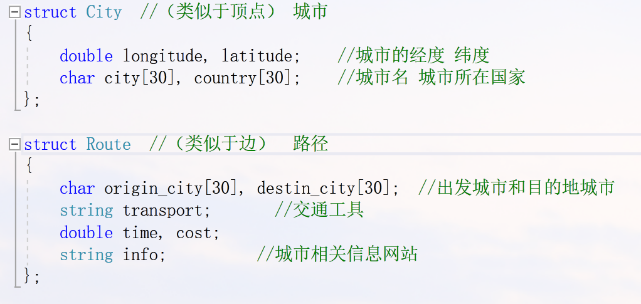 struct City //（类似于顶点） 城市
{
double longitude, latitude; //城市的经度 纬度
char city[30], country[30]; //城市名 城市所在国家
};
struct Route //（类似于边） 路径
{
char origin_city[30], destin_city[30]; //出发城市和目的地城市
string transport; //交通工具
double time, cost;
string info; //城市相关信息网站
};